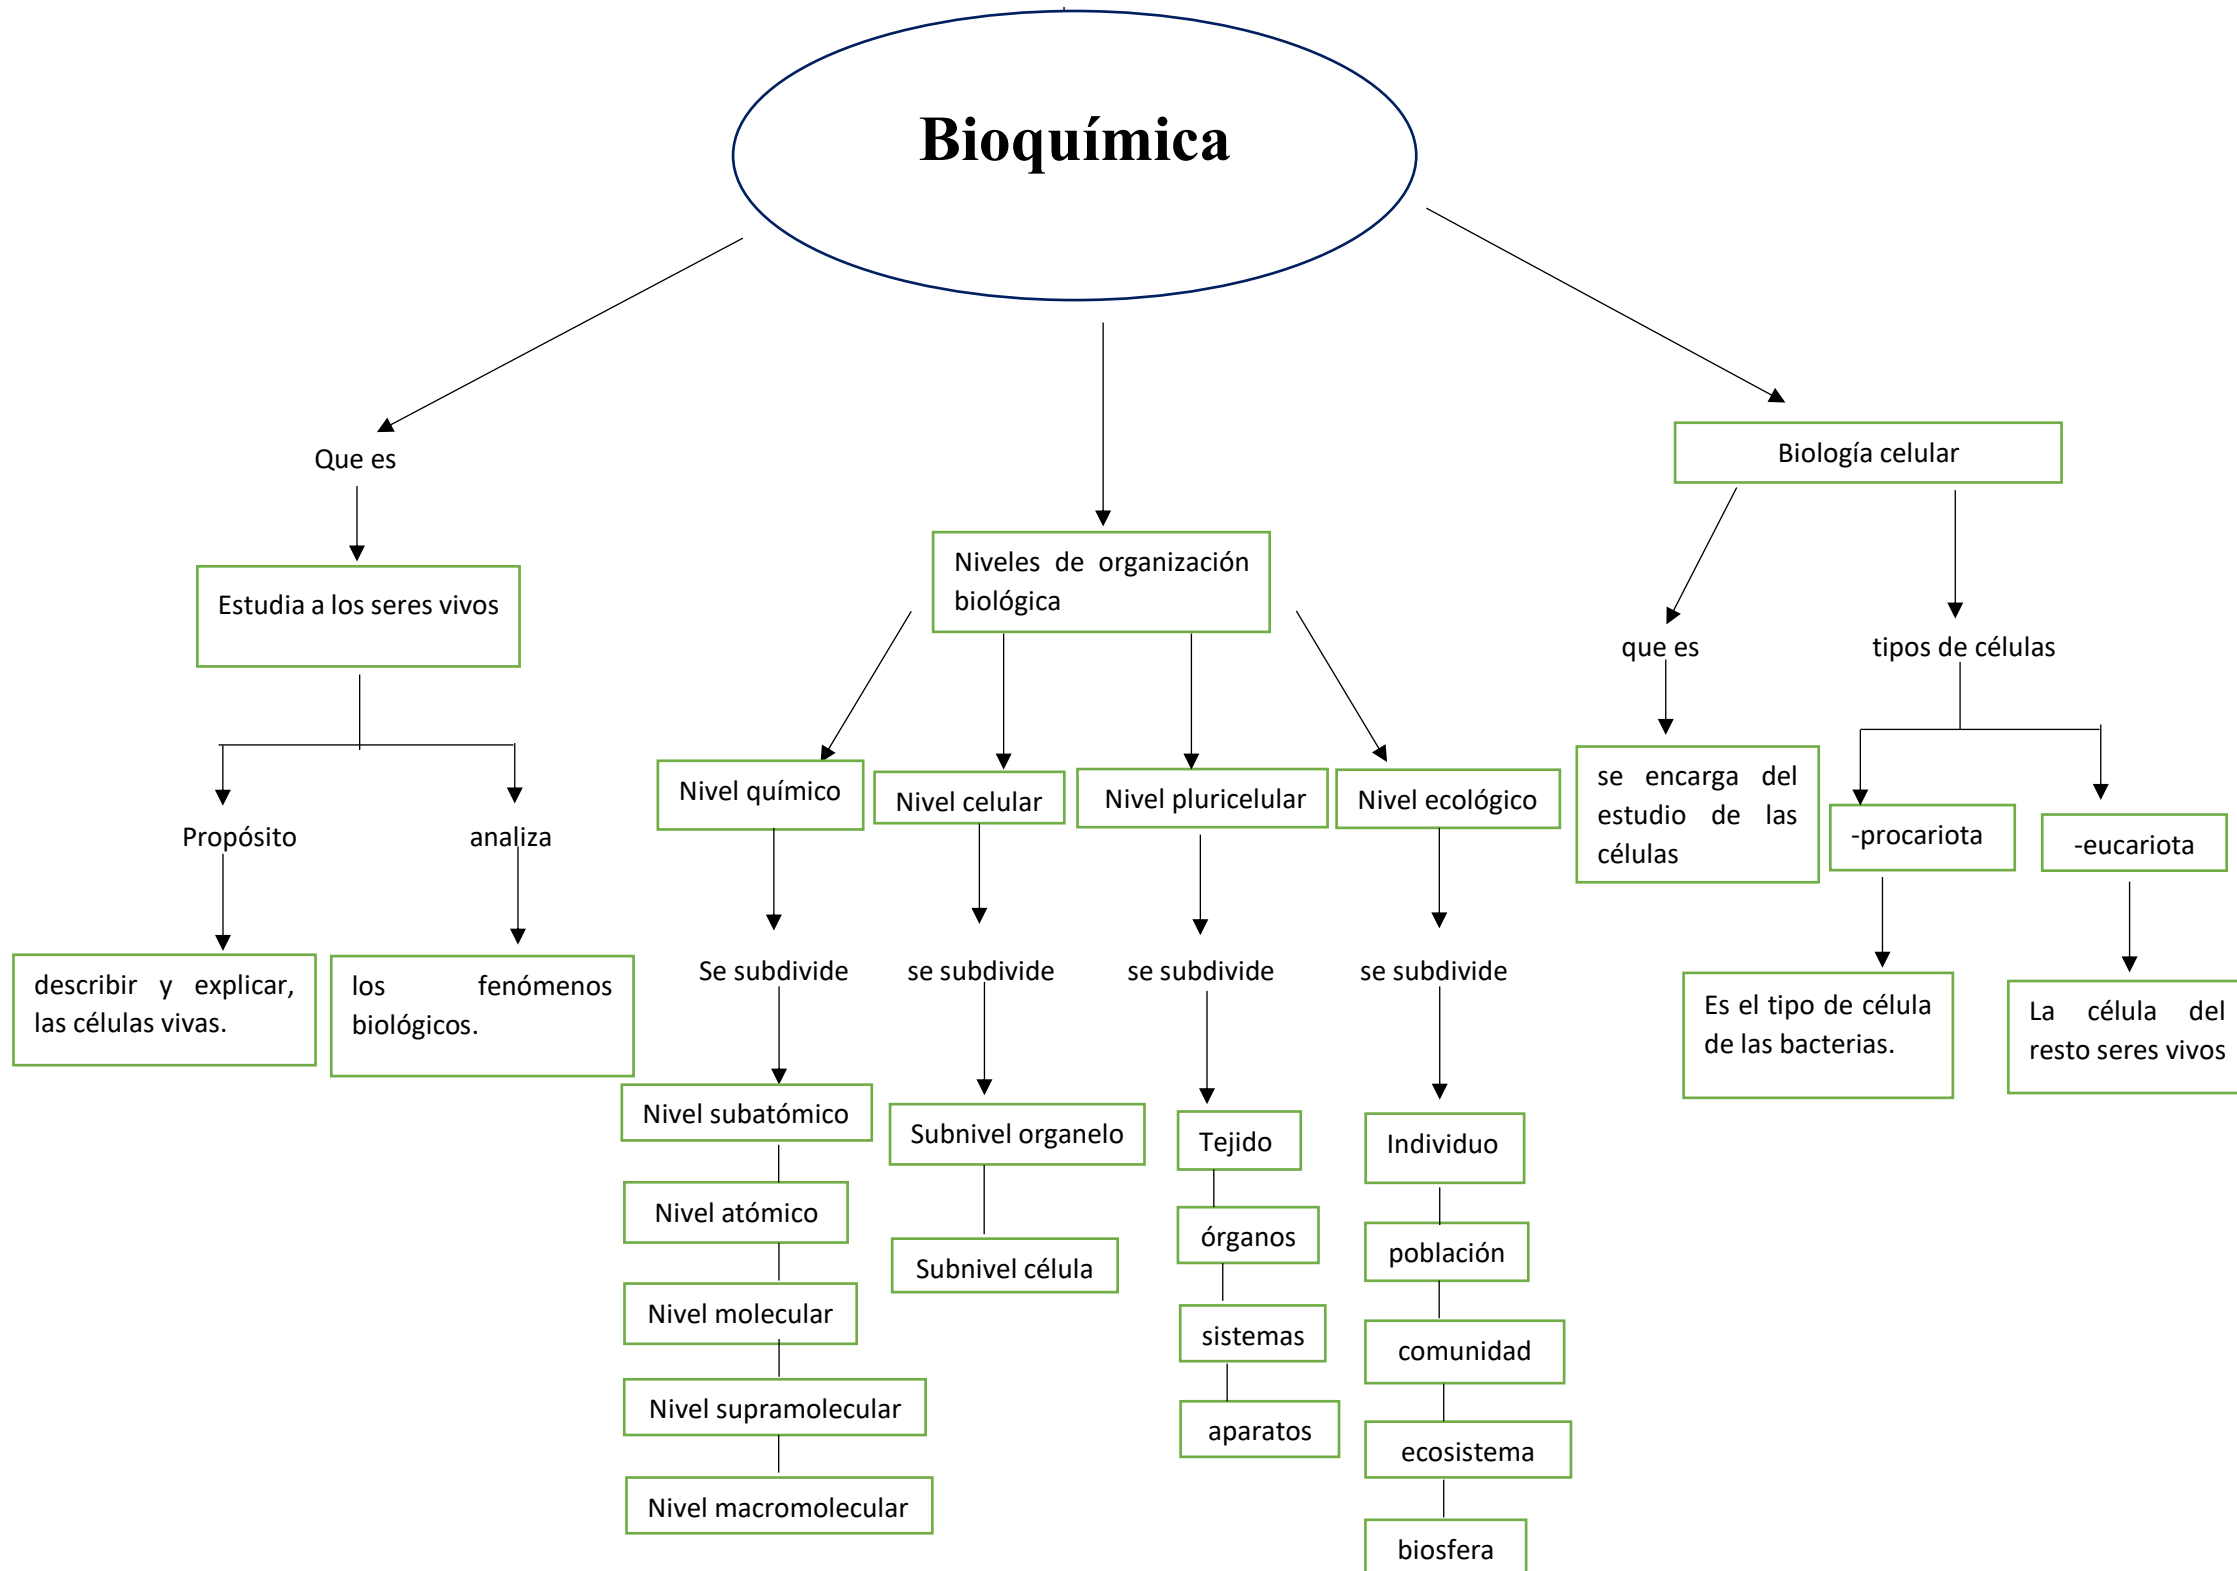 Bioquímica
Que es
Estudia a los seres vivos
Propósito
analiza
describir y explicar,
las células vivas.
los fenómenos
biológicos.
Niveles de organización
biológica
Nivel químico
Nivel celular
Nivel pluricelular
Nivel ecológico
Se subdivide
se subdivide
se subdivide
se subdivide
Nivel subatómico
Nivel atómico
Nivel molecular
Nivel supramolecular
Nivel macromolecular
Subnivel organelo
Subnivel célula
Tejido
órganos
sistemas
aparatos
Individuo
población
comunidad
ecosistema
biosfera
Biología celular
que es
tipos de células
se encarga del
estudio de las
células
-procariota
-eucariota
Es el tipo de célula
de las bacterias.
La célula del
resto seres vivos